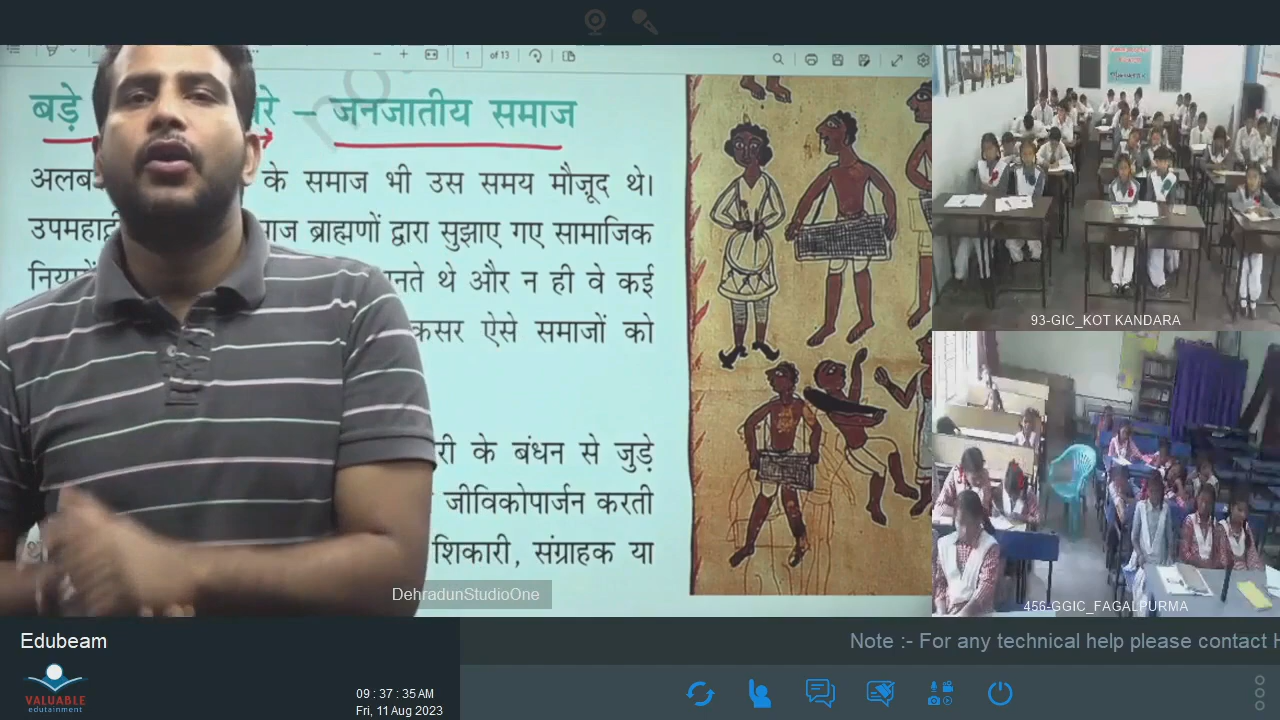 1 of 13
बड़े रे – जनजातीय समाज
अलब के समाज भी उस समय मौजूद थे।
उपमहाद्वी माज ब्राह्मणों द्वारा सुझाए गए सामाजिक
नियमों नते थे और न ही वे कई
कसर ऐसे समाजों को
री के बंधन से जुड़े
जीविकोपार्जन करती
शिकारी, संग्राहक या
DehradunStudioOne
93-GIC_KOT KANDARA
456-GGIC_FAGALPURMA
Edubeam
VALUABLE
edutainment
09 : 37 : 35 AM
Fri, 11 Aug 2023
Note :- For any technical help please contact H